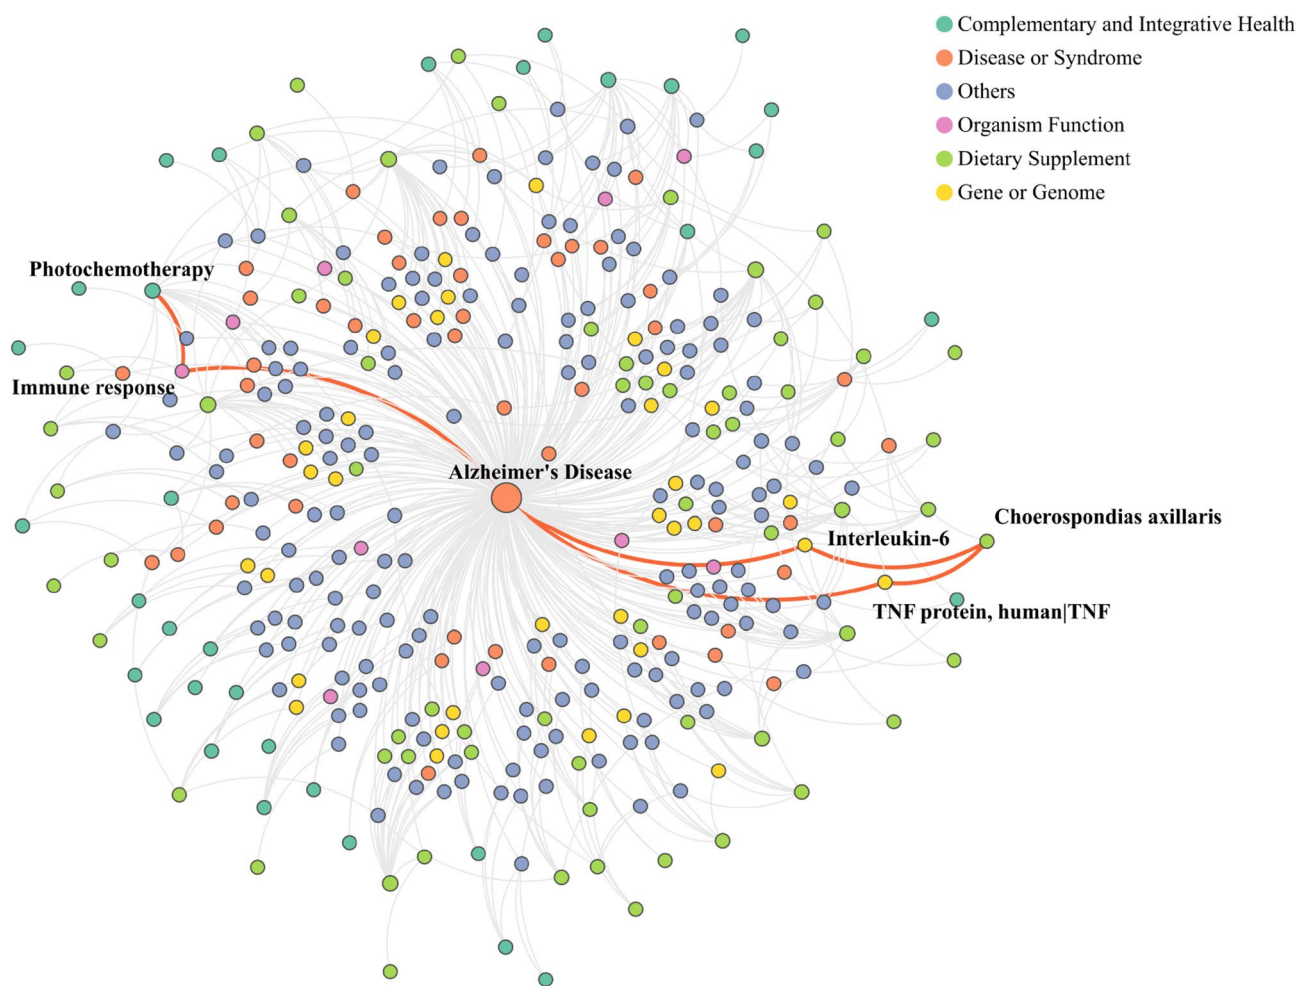 Complementary and Integrative Health
Disease or Syndrome
Others
Organism Function
Dietary Supplement
Gene or Genome
Photochemotherapy
Immune response
Alzheimer's Disease
Choerospondias axillaris
Interleukin-6
TNF protein, human|TNF